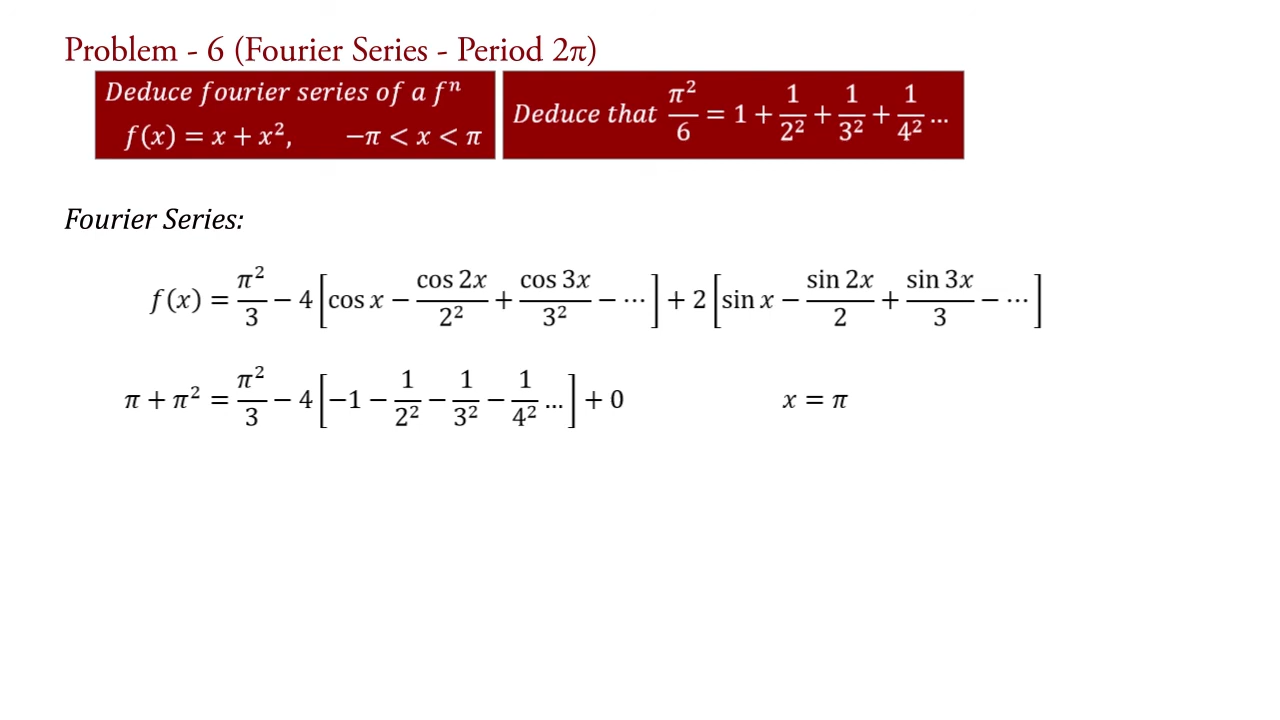 Problem - 6 (Fourier Series - Period 2π)
Deduce fourier series of a fⁿ
f(x) = x + x², −π < x < π
Deduce that π²/6 = 1 + 1/2² + 1/3² + 1/4² ...
Fourier Series:
f(x) = π²/3 − 4[cos x − cos 2x/2² + cos 3x/3² − ⋯] + 2[sin x − sin 2x/2 + sin 3x/3 − ⋯]
π + π² = π²/3 − 4[−1 − 1/2² − 1/3² − 1/4² ...] + 0 x = π